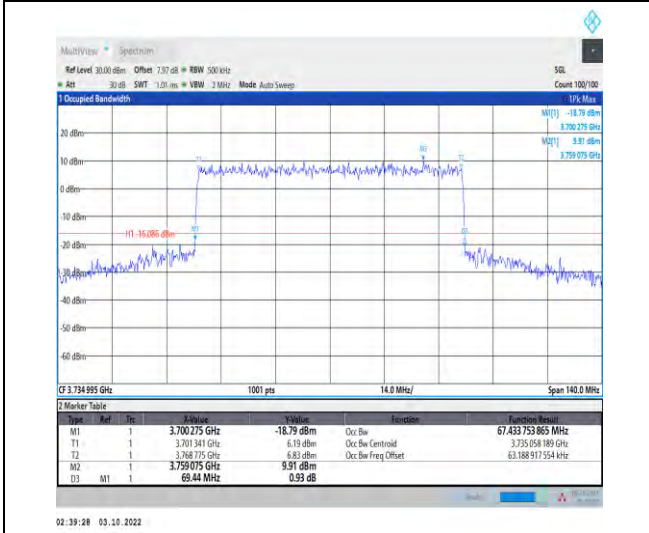 MultiView Spectrum
Ref Level 30.00 dBm Offset 7.97 dB RBW 500 kHz SGL
Att 30 dB SWT 1.01 ms VBW 2 MHz Mode Auto Sweep Count 100/100
1 Occupied Bandwidth 1Pk Max
M1[1] -18.79 dBm
3.700 275 GHz
M2[1] 9.91 dBm
3.759 075 GHz
20 dBm
M2
T1 T2
10 dBm
0 dBm
-10 dBm
H1 -16.086 dBm M1 D3
-20 dBm
-30 dBm
-40 dBm
-50 dBm
-60 dBm
CF 3.734 995 GHz 1001 pts 14.0 MHz/ Span 140.0 MHz
2 Marker Table
Type Ref Trc X-Value Y-Value Function Function Result
M1 1 3.700 275 GHz -18.79 dBm Occ Bw 67.433 753 865 MHz
T1 1 3.701 341 GHz 6.19 dBm Occ Bw Centroid 3.735 058 189 GHz
T2 1 3.768 775 GHz 6.83 dBm Occ Bw Freq Offset 63.188 917 554 kHz
M2 1 3.759 075 GHz 9.91 dBm
D3 M1 1 69.44 MHz 0.93 dB
02:39:28 03.10.2022